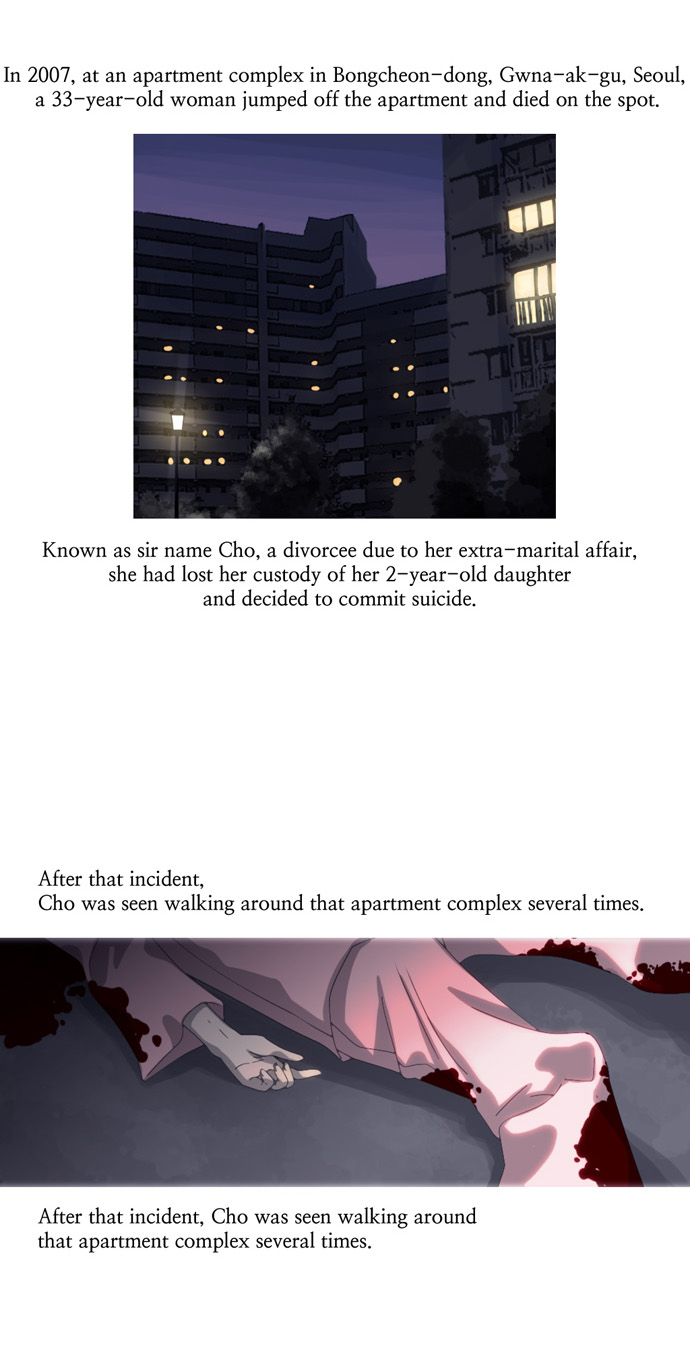 In 2007, at an apartment complex in Bongcheon-dong, Gwna-ak-gu, Seoul,
a 33-year-old woman jumped off the apartment and died on the spot.
Known as sir name Cho, a divorcee due to her extra-marital affair,
she had lost her custody of her 2-year-old daughter
and decided to commit suicide.
After that incident,
Cho was seen walking around that apartment complex several times.
After that incident, Cho was seen walking around
that apartment complex several times.